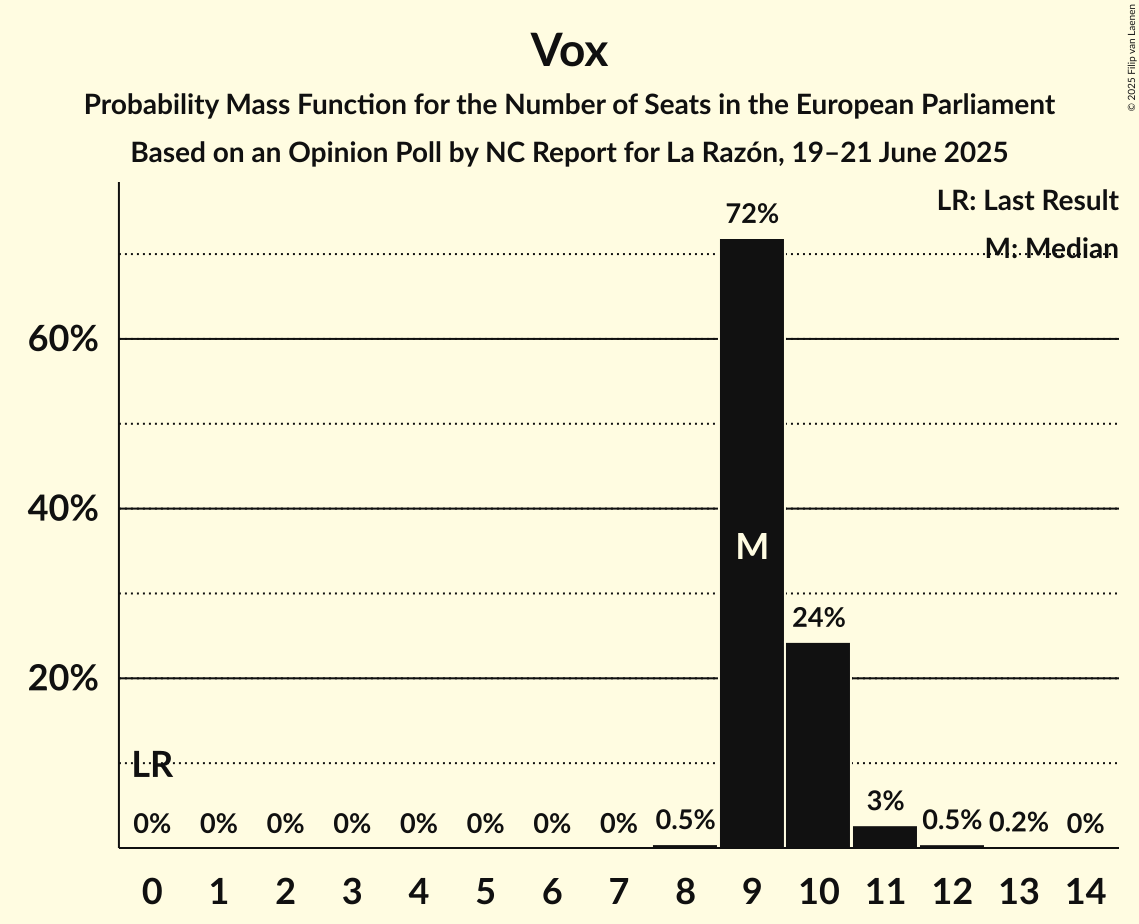 Vox
Probability Mass Function for the Number of Seats in the European Parliament
Based on an Opinion Poll by NC Report for La Razón, 19–21 June 2025
© 2025 Filip van Laenen
LR: Last Result
M: Median
72%
60%
40%
M
24%
20%
LR
0% 0% 0% 0% 0% 0% 0% 0% 0.5% 3% 0.5% 0.2% 0%
0 1 2 3 4 5 6 7 8 9 10 11 12 13 14